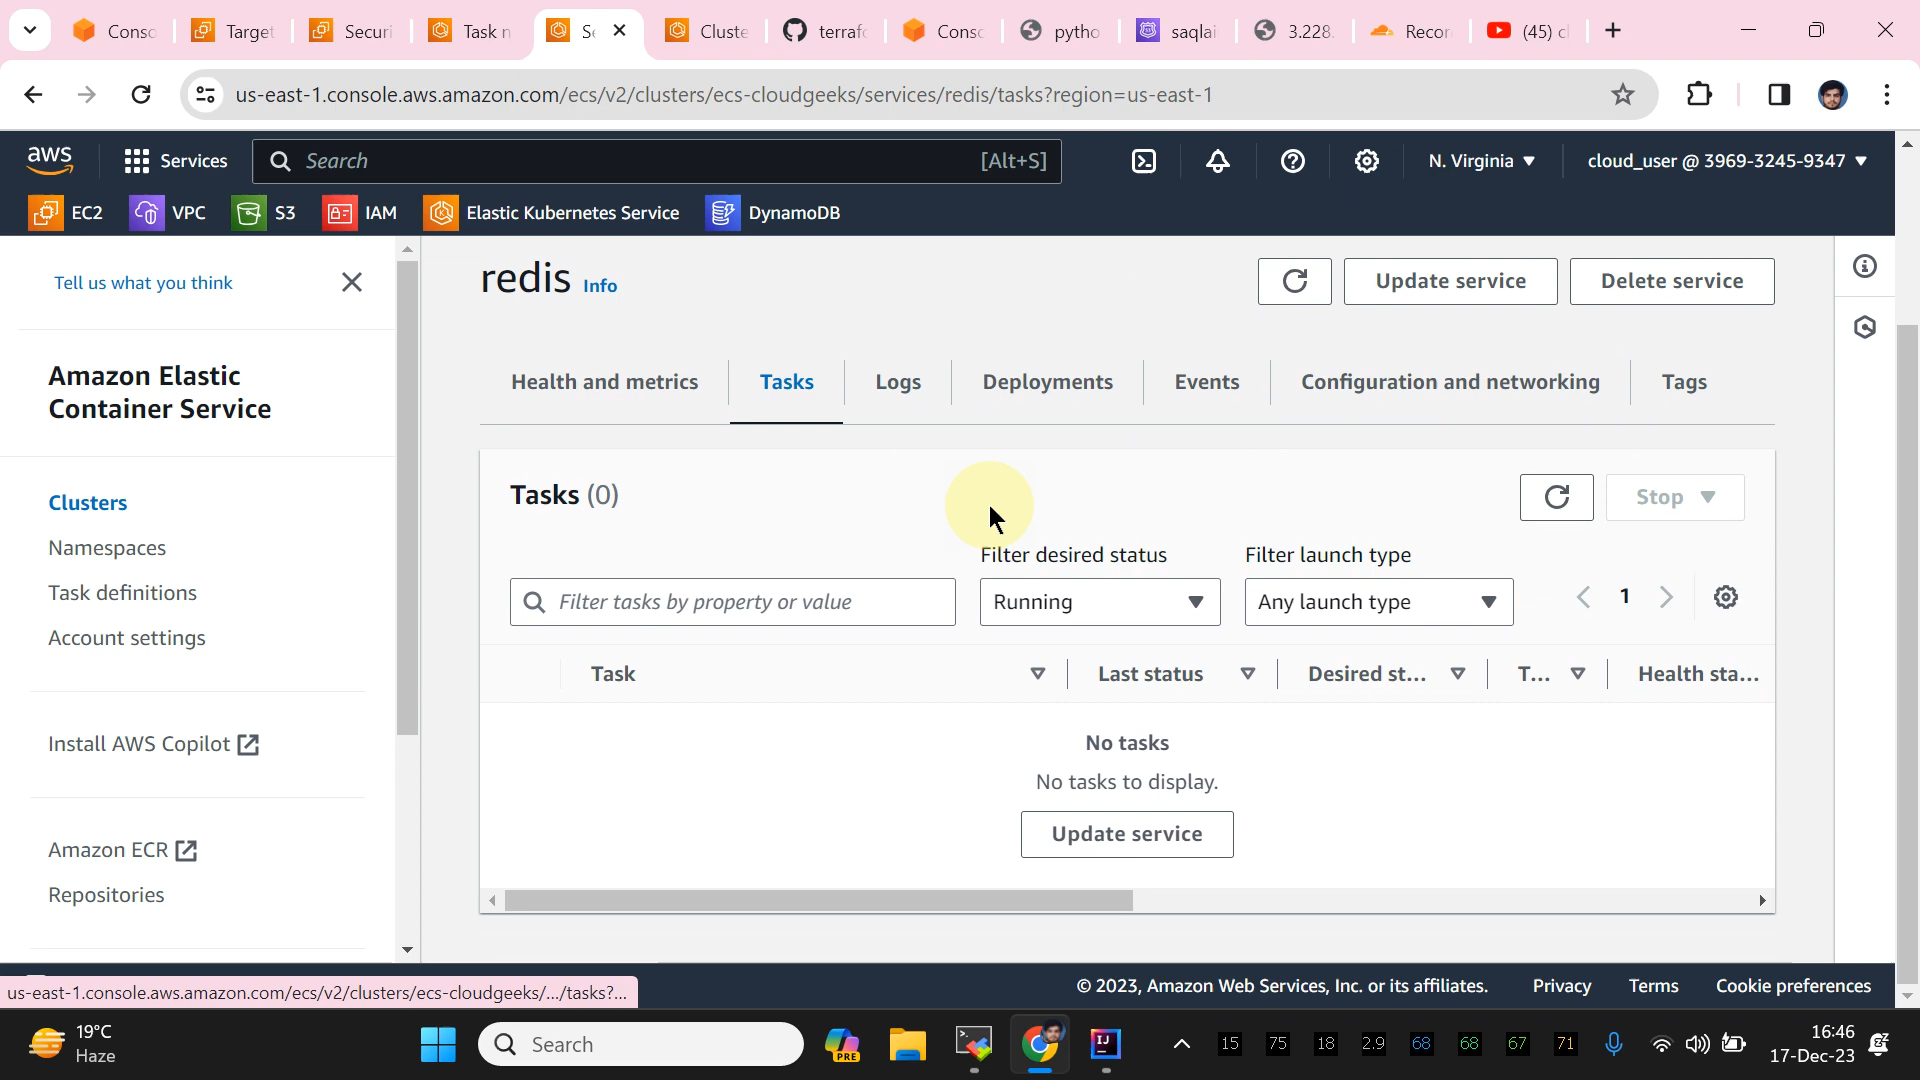 Conso
Target
Securi
Task n
Se
Cluste
terrafo
Consc
pytho
saqlai
3.228.
Recor
(45) cl
us-east-1.console.aws.amazon.com/ecs/v2/clusters/ecs-cloudgeeks/services/redis/tasks?region=us-east-1
aws
Services
Search
[Alt+S]
N. Virginia
cloud_user @ 3969-3245-9347
EC2
VPC
S3
IAM
Elastic Kubernetes Service
DynamoDB
Tell us what you think
Amazon Elastic
Container Service
Clusters
Namespaces
Task definitions
Account settings
Install AWS Copilot
Amazon ECR
Repositories
redis Info
Update service
Delete service
Health and metrics
Tasks
Logs
Deployments
Events
Configuration and networking
Tags
Tasks (0)
Stop
Filter desired status
Filter launch type
Filter tasks by property or value
Running
Any launch type
1
Task
Last status
Desired st...
T...
Health sta...
No tasks
No tasks to display.
Update service
us-east-1.console.aws.amazon.com/ecs/v2/clusters/ecs-cloudgeeks/.../tasks?...
© 2023, Amazon Web Services, Inc. or its affiliates.
Privacy
Terms
Cookie preferences
19°C
Haze
Search
PRE
15
75
18
2.9
68
68
67
71
16:46
17-Dec-23